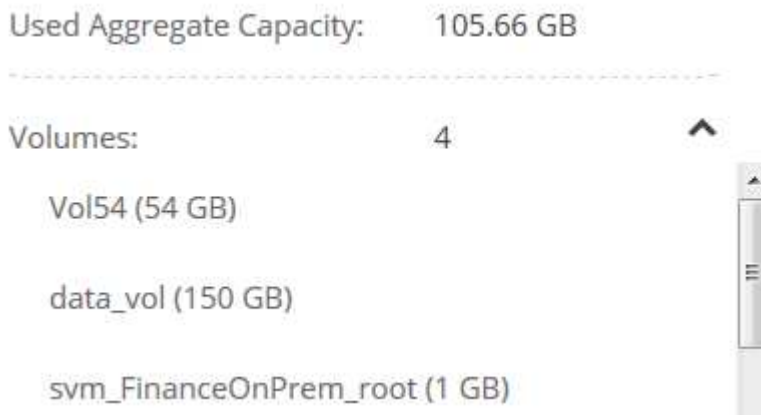 Used Aggregate Capacity: 105.66 GB
Volumes: 4
Vol54 (54 GB)
data_vol (150 GB)
svm_FinanceOnPrem_root (1 GB)